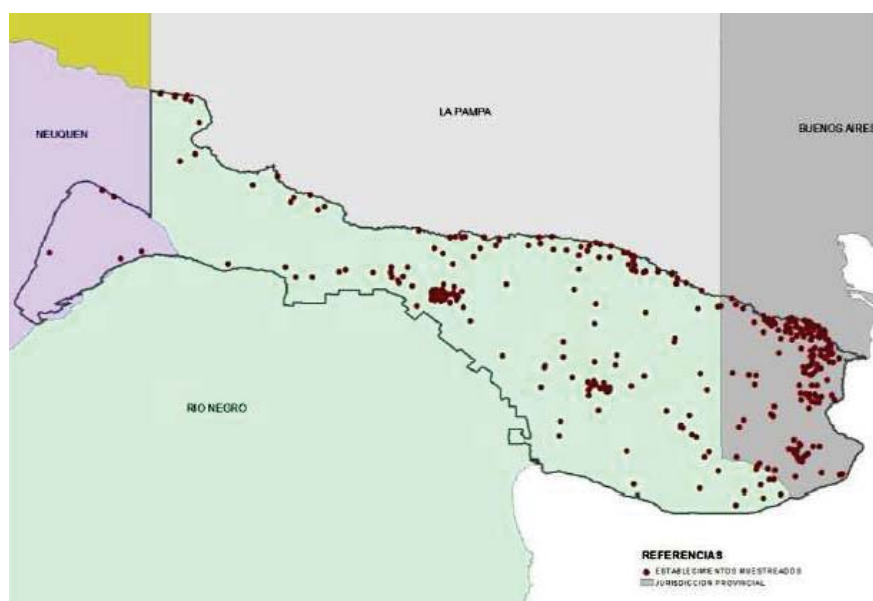 LA PAMPA
BUENOS AIRES
NEUQUEN
RIO NEGRO
REFERENCIAS
ESTABLECIMIENTOS MUESTREADOS
JURISDICCION PROVINCIAL